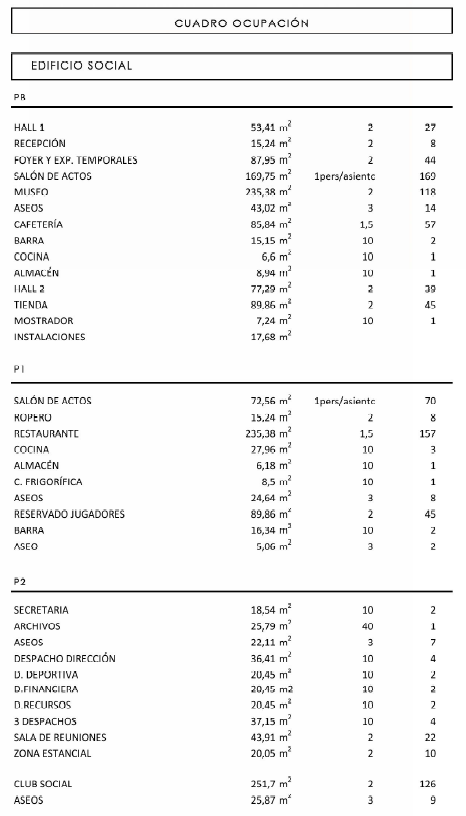 CUADRO OCUPACIÓN
EDIFICIO SOCIAL
PB
HALL 1 53,41 m² 2 27
RECEPCIÓN 15,24 m² 2 8
FOYER Y EXP. TEMPORALES 87,95 m² 2 44
SALÓN DE ACTOS 169,75 m² 1pers/asiento 169
MUSEO 235,38 m² 2 118
ASEOS 43,02 m² 3 14
CAFETERÍA 85,84 m² 1,5 57
BARRA 15,15 m² 10 2
COCINA 6,6 m² 10 1
ALMACÉN 8,94 m² 10 1
HALL 2 77,29 m² 2 39
TIENDA 89,86 m² 2 45
MOSTRADOR 7,24 m² 10 1
INSTALACIONES 17,68 m²
P1
SALÓN DE ACTOS 72,56 m² 1pers/asiento 70
ROPERO 15,24 m² 2 8
RESTAURANTE 235,38 m² 1,5 157
COCINA 27,96 m² 10 3
ALMACÉN 6,18 m² 10 1
C. FRIGORÍFICA 8,5 m² 10 1
ASEOS 24,64 m² 3 8
RESERVADO JUGADORES 89,86 m² 2 45
BARRA 16,34 m² 10 2
ASEO 5,06 m² 3 2
P2
SECRETARIA 18,54 m² 10 2
ARCHIVOS 25,79 m² 40 1
ASEOS 22,11 m² 3 7
DESPACHO DIRECCIÓN 36,41 m² 10 4
D. DEPORTIVA 20,45 m² 10 2
D.FINANCIERA 20,45 m2 10 2
D.RECURSOS 20,45 m² 10 2
3 DESPACHOS 37,15 m² 10 4
SALA DE REUNIONES 43,91 m² 2 22
ZONA ESTANCIAL 20,05 m² 2 10
CLUB SOCIAL 251,7 m² 2 126
ASEOS 25,87 m² 3 9